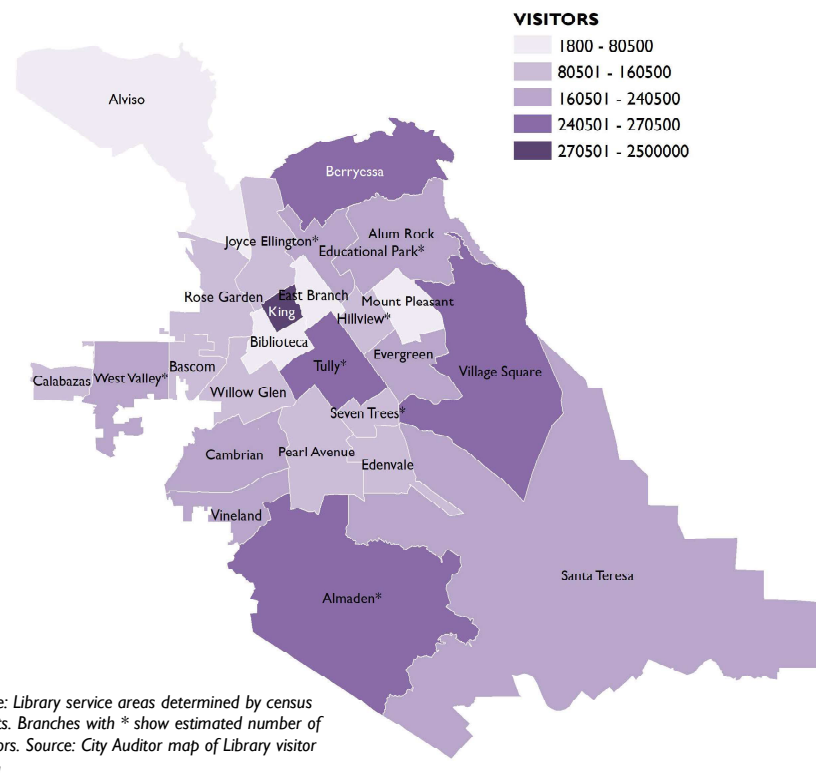 VISITORS
1800 - 80500
80501 - 160500
160501 - 240500
240501 - 270500
270501 - 2500000
Alviso
Berryessa
Alum Rock
Joyce Ellington*
Educational Park*
Rose Garden
East Branch
Mount Pleasant
King
Hillview*
Biblioteca
Evergreen
Tully*
Village Square
Bascom
Calabazas
West Valley*
Willow Glen
Seven Trees*
Cambrian
Pearl Avenue
Edenvale
Vineland
Santa Teresa
Almaden*
e: Library service areas determined by census
ts. Branches with * show estimated number of
ors. Source: City Auditor map of Library visitor